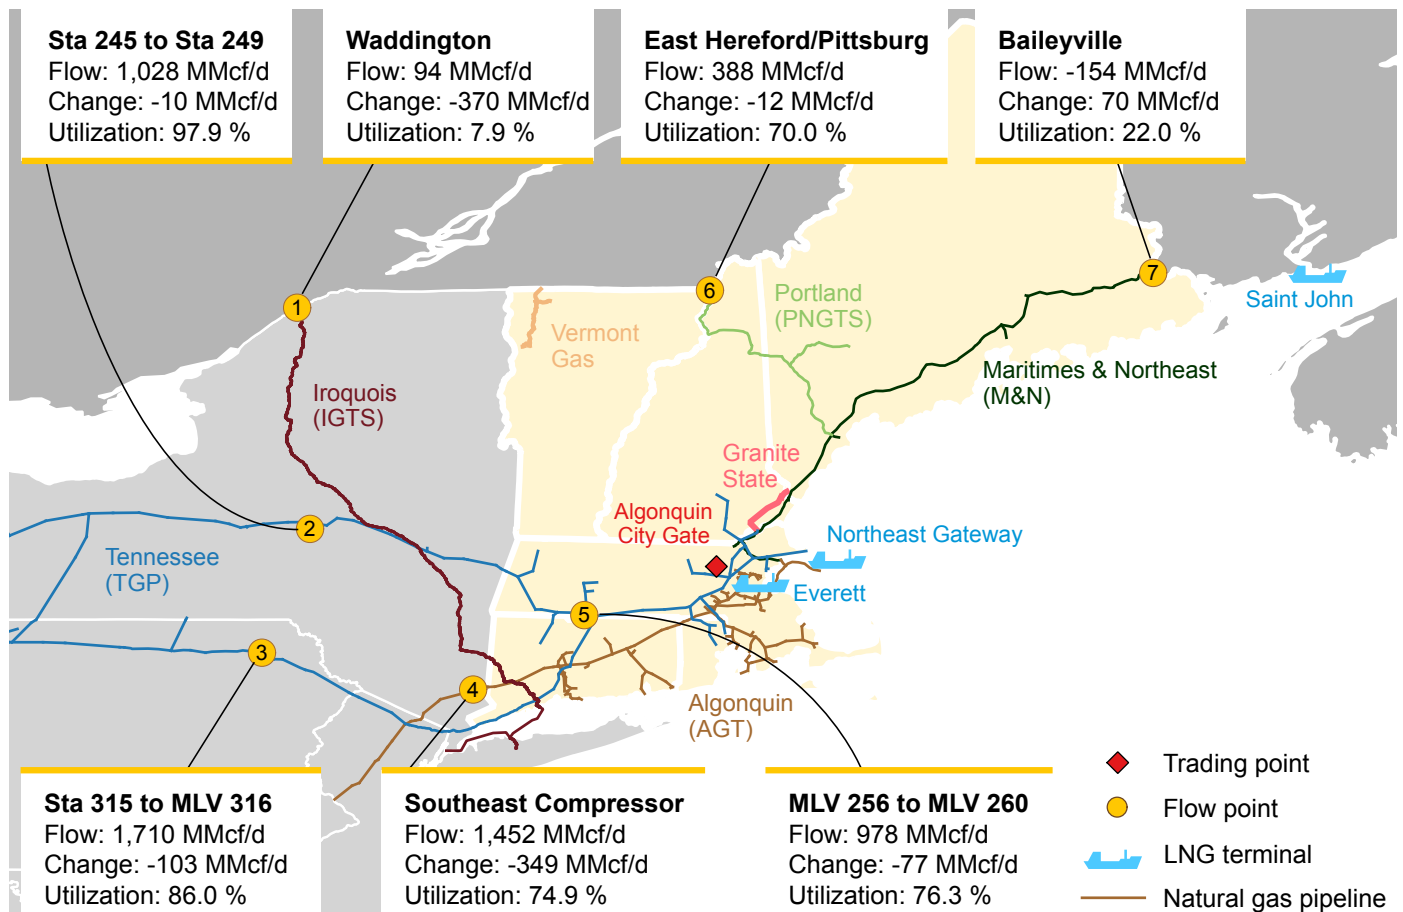 Sta 245 to Sta 249
Flow: 1,028 MMcf/d
Change: -10 MMcf/d
Utilization: 97.9 %
Waddington
Flow: 94 MMcf/d
Change: -370 MMcf/d
Utilization: 7.9 %
East Hereford/Pittsburg
Flow: 388 MMcf/d
Change: -12 MMcf/d
Utilization: 70.0 %
Baileyville
Flow: -154 MMcf/d
Change: 70 MMcf/d
Utilization: 22.0 %
7
6
1
Saint John
Portland
(PNGTS)
Vermont
Gas
Maritimes & Northeast
(M&N)
Iroquois
(IGTS)
Granite
State
Algonquin
City Gate
2
Northeast Gateway
Tennessee
(TGP)
Everett
5
3
4
Algonquin
(AGT)
Sta 315 to MLV 316
Flow: 1,710 MMcf/d
Change: -103 MMcf/d
Utilization: 86.0 %
Southeast Compressor
Flow: 1,452 MMcf/d
Change: -349 MMcf/d
Utilization: 74.9 %
MLV 256 to MLV 260
Flow: 978 MMcf/d
Change: -77 MMcf/d
Utilization: 76.3 %
Trading point
Flow point
LNG terminal
Natural gas pipeline